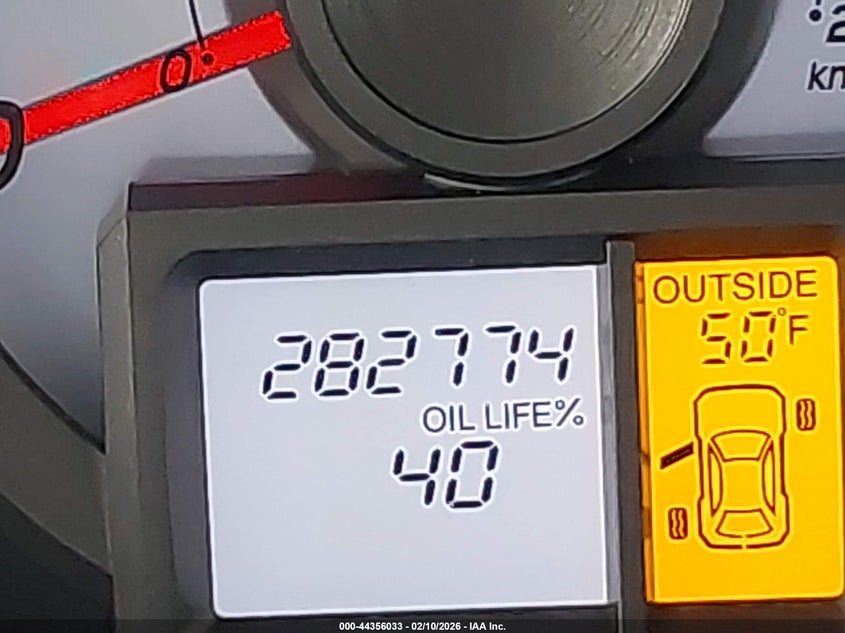 0
282774
OIL LIFE%
40
OUTSIDE
50°F
000-44356033 - 02/10/2026 - IAA Inc.